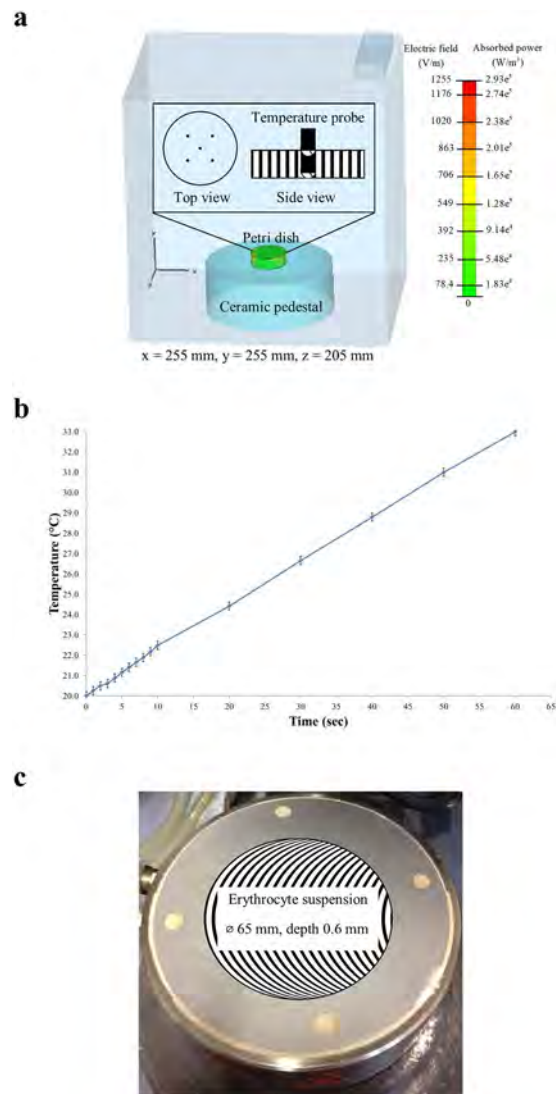 a
Electric field
(V/m)
Absorbed power
(W/m³)
1255 2.93e⁵
1176 2.74e⁵
1020 2.38e⁵
863 2.01e⁵
706 1.65e⁵
549 1.28e⁵
392 9.14e⁴
235 5.48e⁴
78.4 1.83e⁴
0
Temperature probe
Top view
Side view
Petri dish
z
x
y
Ceramic pedestal
x = 255 mm, y = 255 mm, z = 205 mm
b
33.0
32.0
31.0
30.0
29.0
28.0
27.0
26.0
25.0
24.0
23.0
22.0
21.0
20.0
Temperature (°C)
0 5 10 15 20 25 30 35 40 45 50 55 60 65
Time (sec)
c
Erythrocyte suspension
ø 65 mm, depth 0.6 mm